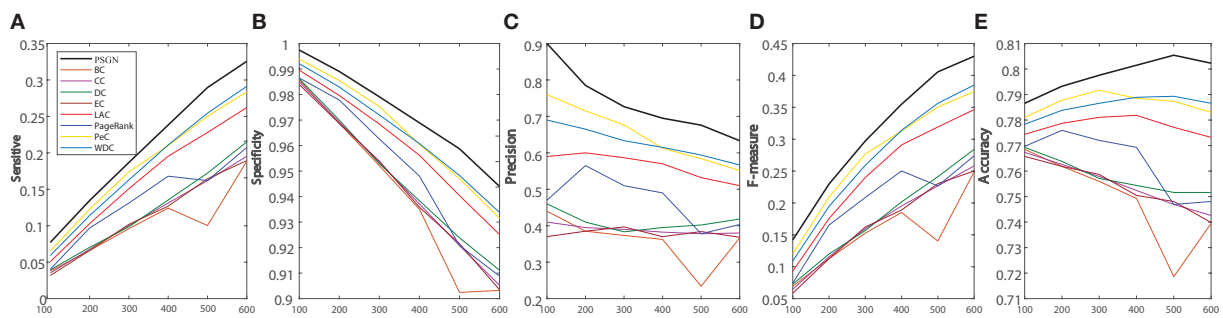 A
B
C
D
E
Sensitive
0.35
0.3
0.25
0.2
0.15
0.1
0.05
0
100 200 300 400 500 600
PSGN
BC
CC
DC
EC
LAC
PageRank
PeC
WDC
Specificity
1
0.99
0.98
0.97
0.96
0.95
0.94
0.93
0.92
0.91
0.9
100 200 300 400 500 600
Precision
0.9
0.8
0.7
0.6
0.5
0.4
0.3
0.2
100 200 300 400 500 600
F-measure
0.45
0.4
0.35
0.3
0.25
0.2
0.15
0.1
0.05
100 200 300 400 500 600
Accuracy
0.81
0.8
0.79
0.78
0.77
0.76
0.75
0.74
0.73
0.72
0.71
100 200 300 400 500 600